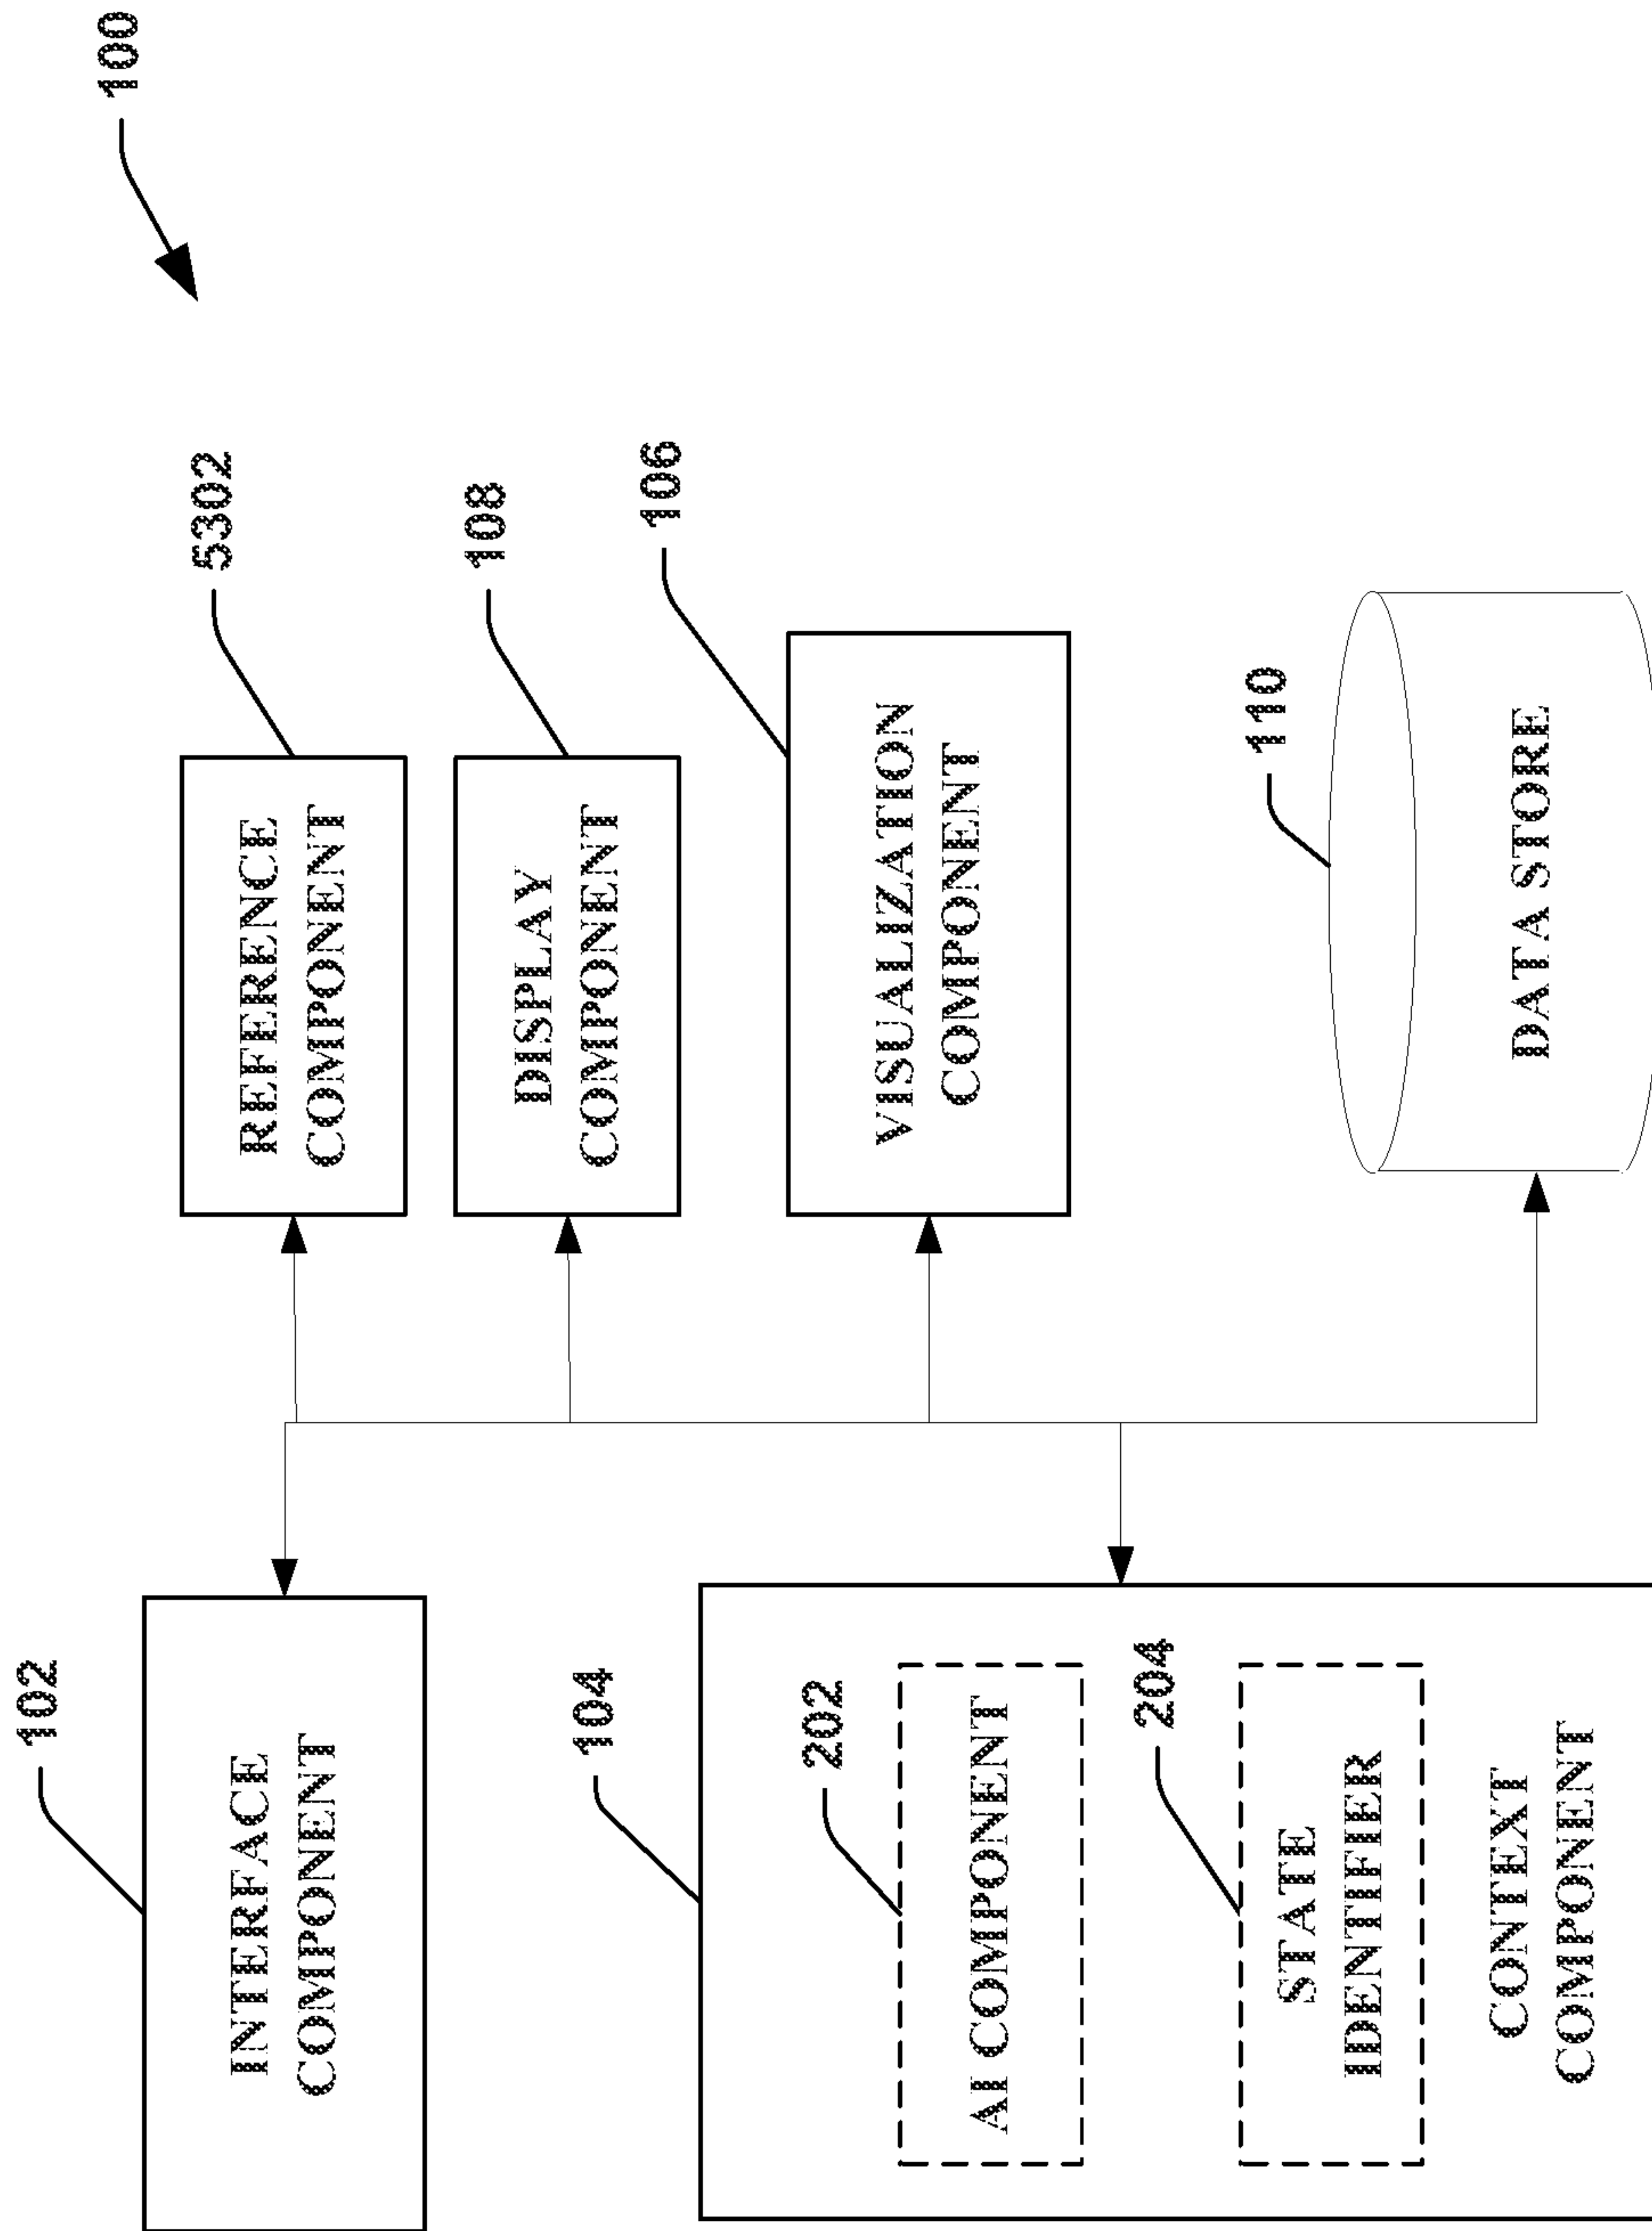 100
102
INTERFACE
COMPONENT
5302
REFERENCE
COMPONENT
108
DISPLAY
COMPONENT
106
VISUALIZATION
COMPONENT
104
202
AI COMPONENT
204
STATE
IDENTIFIER
CONTEXT
COMPONENT
110
DATA STORE